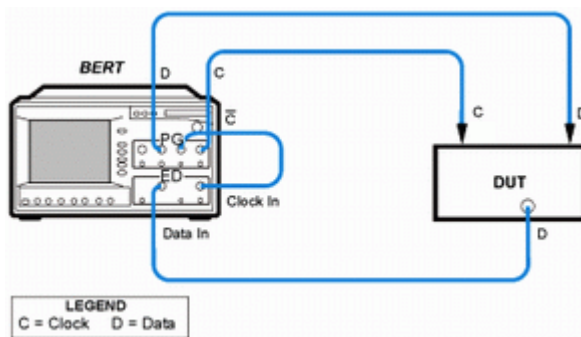 BERT
D
C
C̅
C
D
PG
ED
Clock In
Data In
DUT
D
LEGEND
C = Clock D = Data